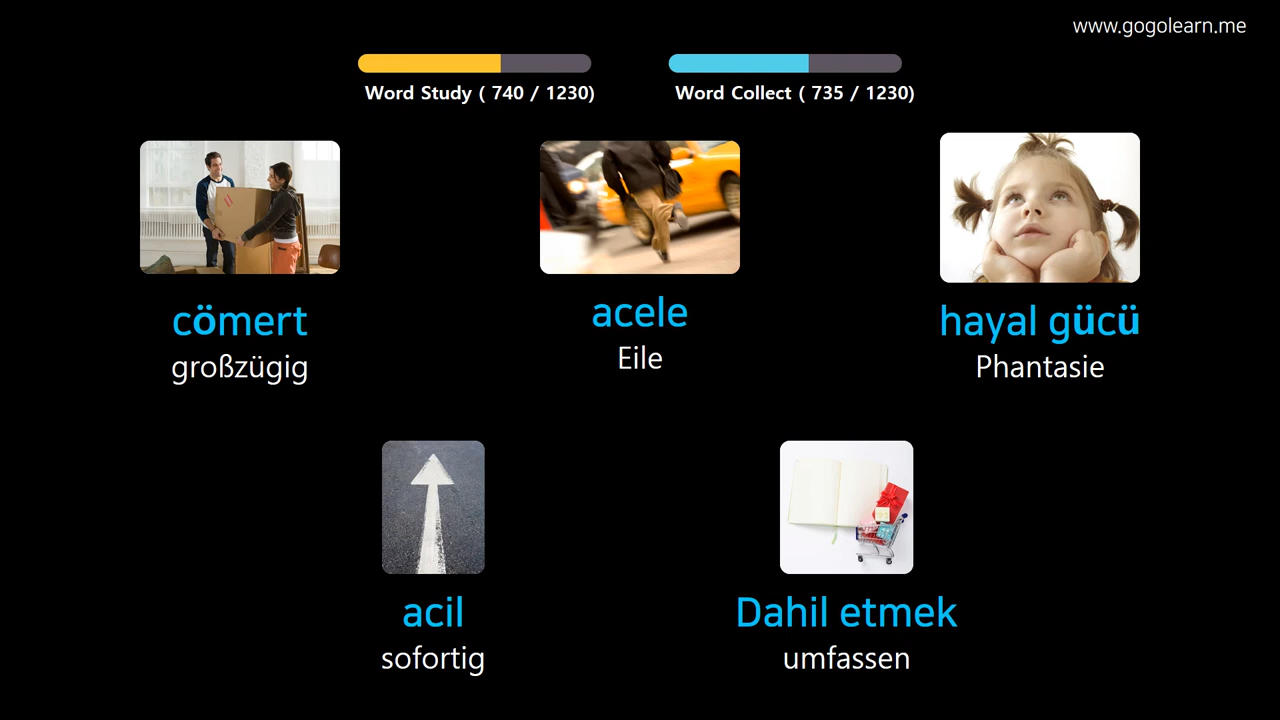 www.gogolearn.me
Word Study ( 740 / 1230)
Word Collect ( 735 / 1230)
cömert
großzügig
acele
Eile
hayal gücü
Phantasie
acil
sofortig
Dahil etmek
umfassen